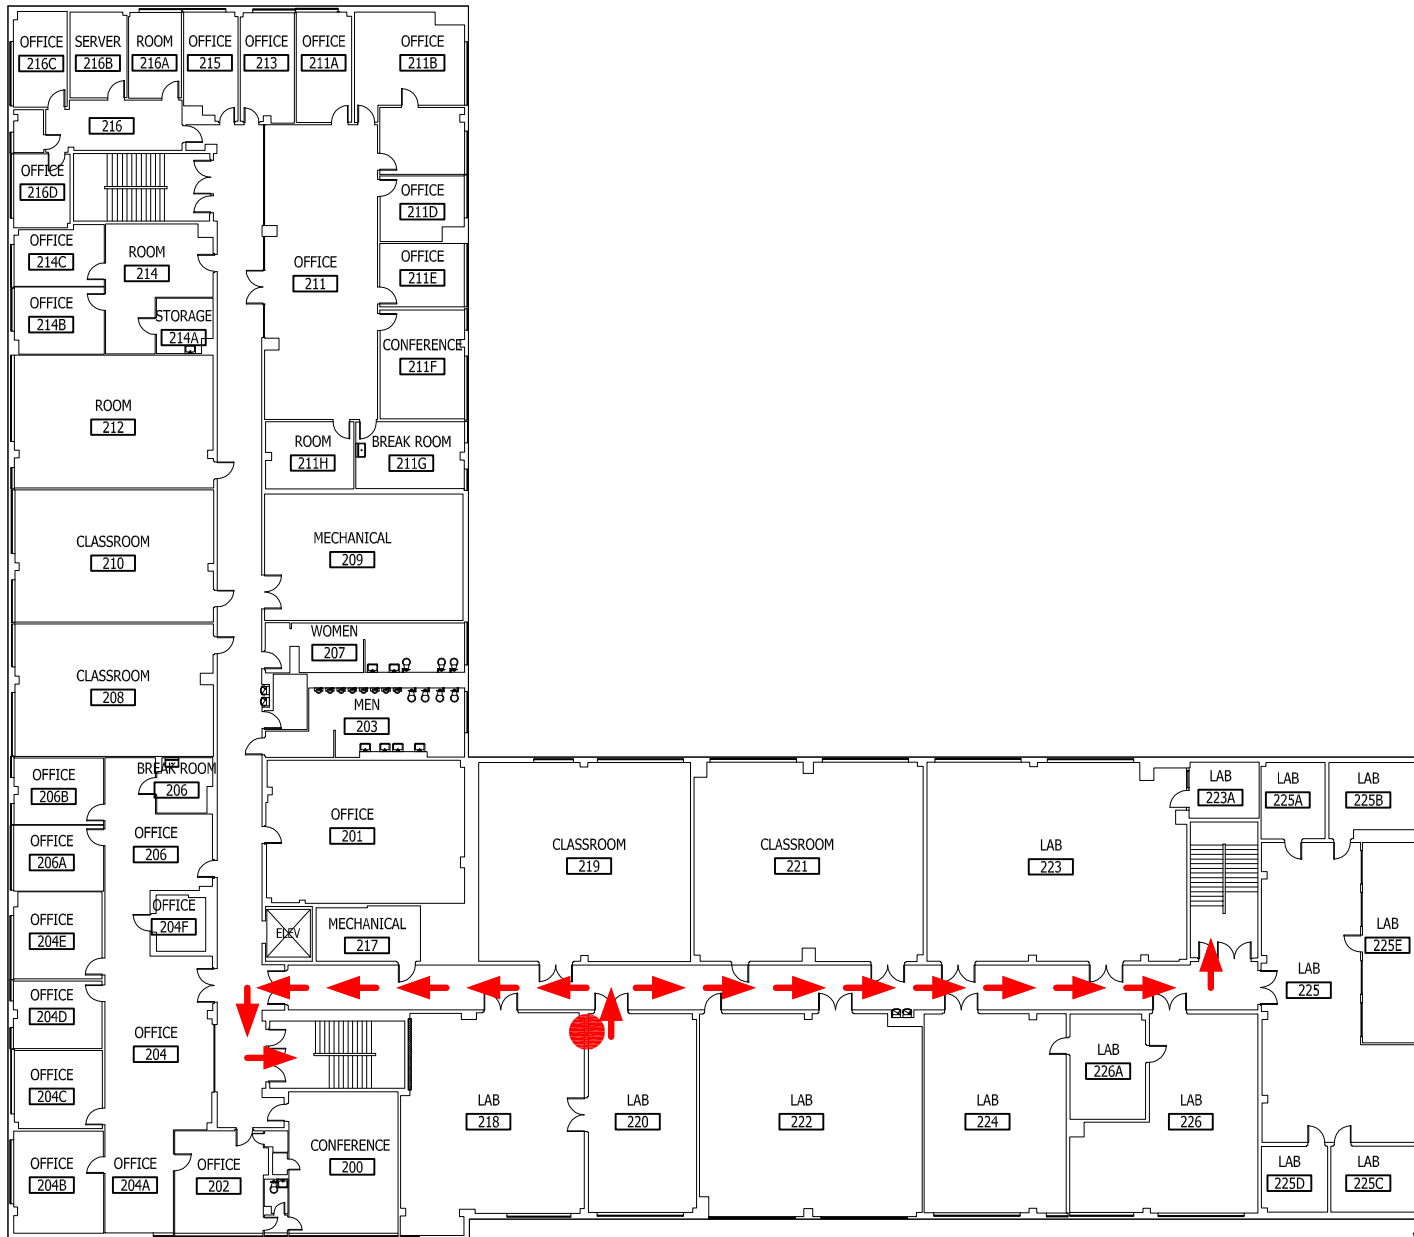 OFFICE
216C
SERVER
216B
ROOM
216A
OFFICE
215
OFFICE
213
OFFICE
211A
OFFICE
211B
216
OFFICE
216D
OFFICE
211D
OFFICE
214C
ROOM
214
OFFICE
211
OFFICE
211E
OFFICE
214B
STORAGE
214A
CONFERENCE
211F
ROOM
212
ROOM
211H
BREAK ROOM
211G
CLASSROOM
210
MECHANICAL
209
WOMEN
207
CLASSROOM
208
MEN
203
OFFICE
206B
BREAK ROOM
206
OFFICE
201
OFFICE
206A
OFFICE
206
CLASSROOM
219
CLASSROOM
221
LAB
223
LAB
223A
LAB
225A
LAB
225B
OFFICE
204E
OFFICE
204F
ELEV
MECHANICAL
217
LAB
225E
LAB
225
OFFICE
204D
OFFICE
204
OFFICE
204C
LAB
226A
LAB
218
LAB
220
LAB
222
LAB
224
LAB
226
OFFICE
204B
OFFICE
204A
OFFICE
202
CONFERENCE
200
LAB
225D
LAB
225C